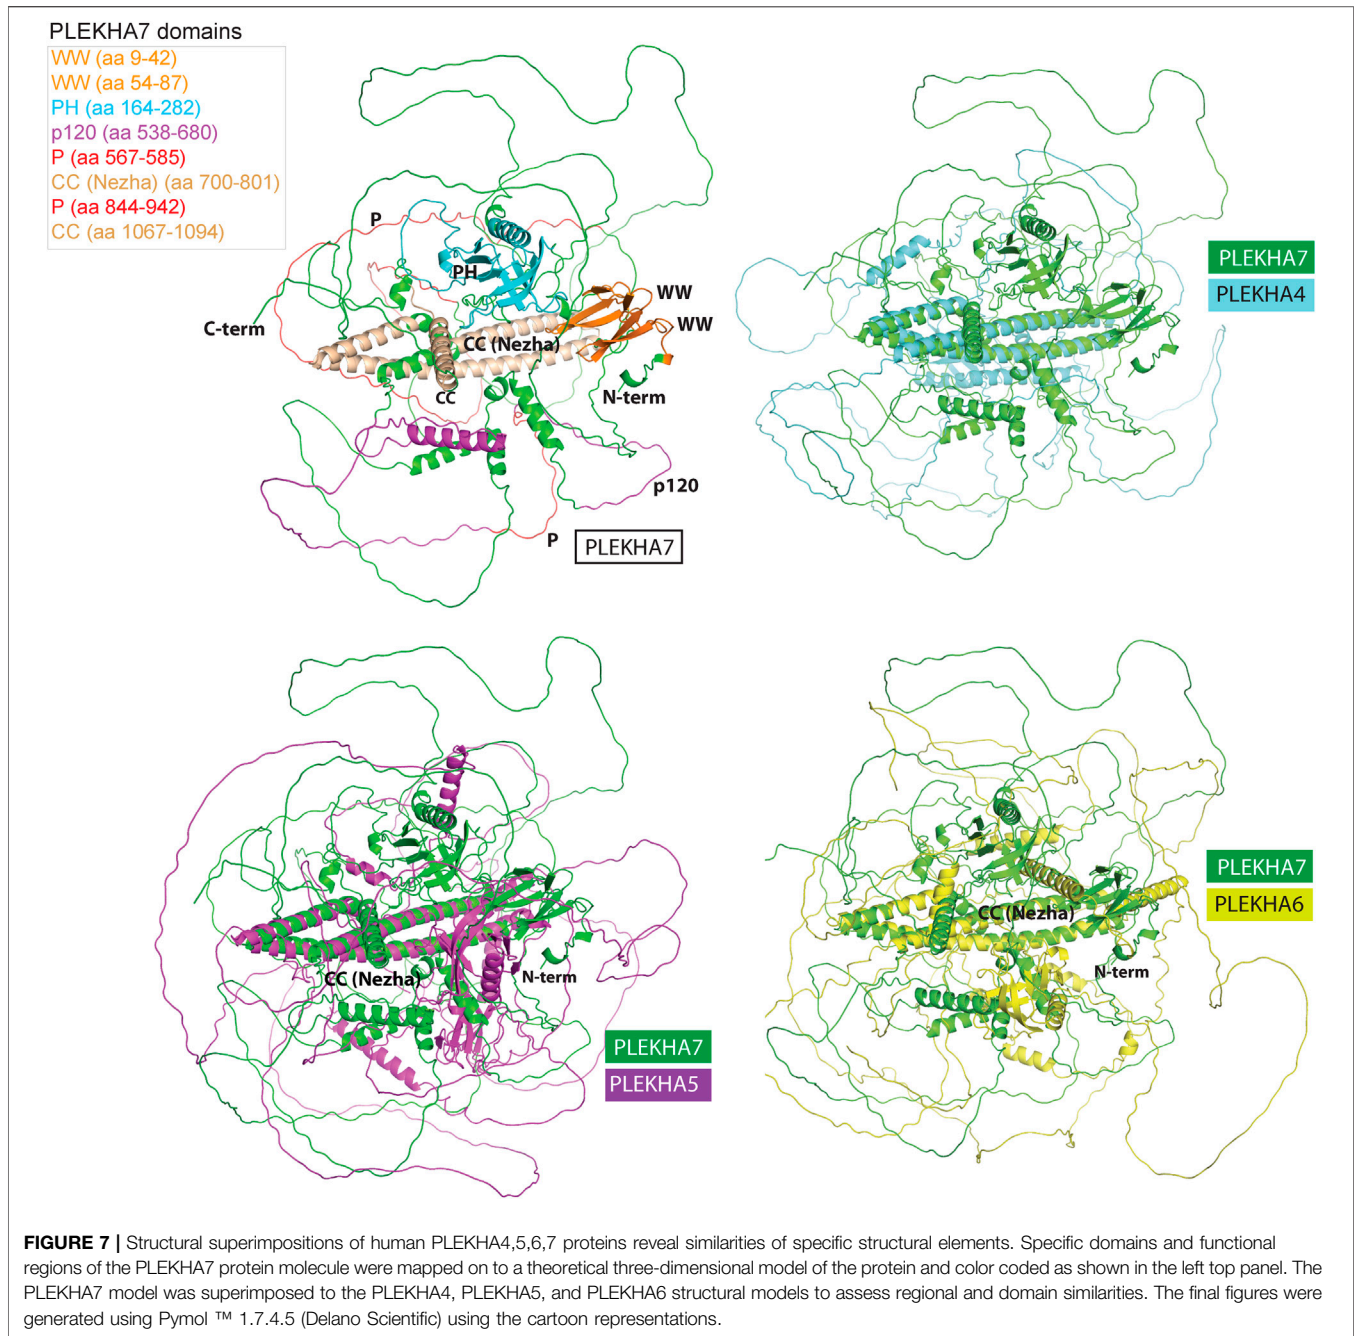 PLEKHA7 domains
WW (aa 9-42)
WW (aa 54-87)
PH (aa 164-282)
p120 (aa 538-680)
P (aa 567-585)
CC (Nezha) (aa 700-801)
P (aa 844-942)
CC (aa 1067-1094)
P
PH
WW
WW
C-term
CC (Nezha)
CC
N-term
p120
P
PLEKHA7
PLEKHA7
PLEKHA4
CC (Nezha)
N-term
PLEKHA7
PLEKHA5
CC (Nezha)
N-term
PLEKHA7
PLEKHA6
FIGURE 7 | Structural superimpositions of human PLEKHA4,5,6,7 proteins reveal similarities of specific structural elements. Specific domains and functional
regions of the PLEKHA7 protein molecule were mapped on to a theoretical three-dimensional model of the protein and color coded as shown in the left top panel. The
PLEKHA7 model was superimposed to the PLEKHA4, PLEKHA5, and PLEKHA6 structural models to assess regional and domain similarities. The final figures were
generated using Pymol ™ 1.7.4.5 (Delano Scientific) using the cartoon representations.